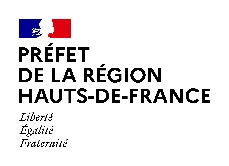 PRÉFET
DE LA RÉGION
HAUTS-DE-FRANCE
Liberté
Égalité
Fraternité